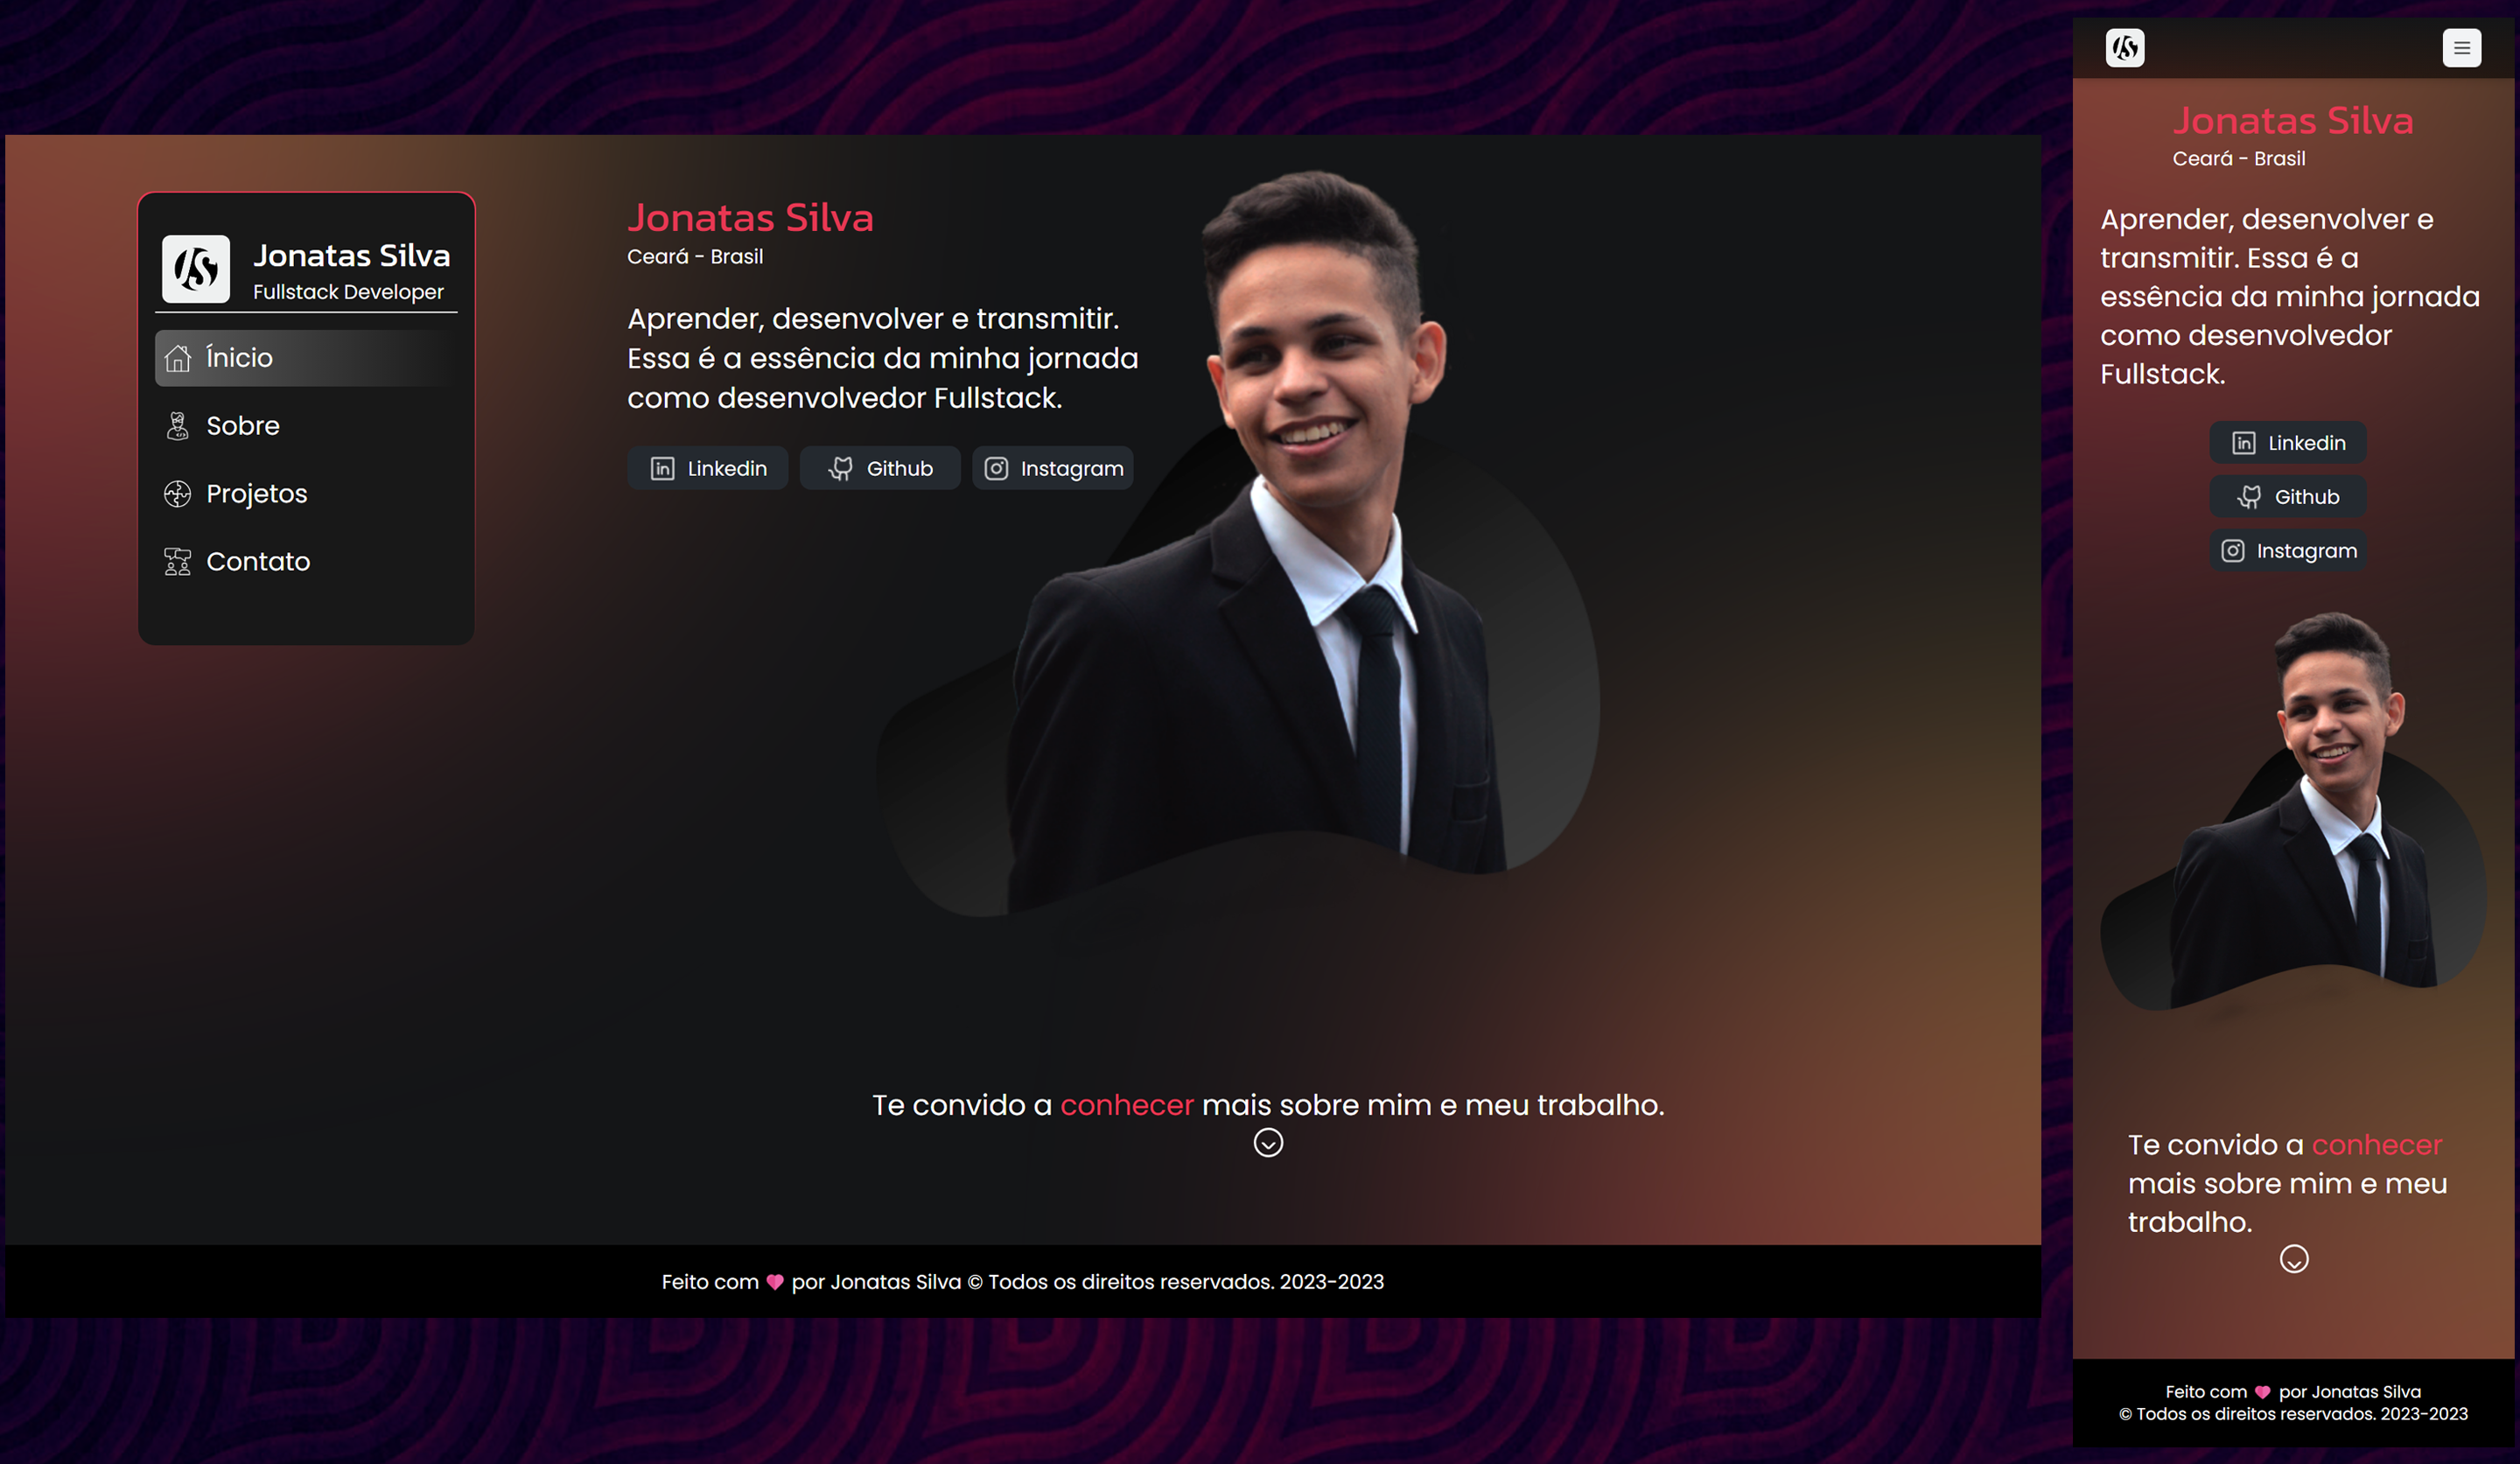 JS
Jonatas Silva
Fullstack Developer
Ínicio
Sobre
Projetos
Contato
Jonatas Silva
Ceará - Brasil
Aprender, desenvolver e transmitir.
Essa é a essência da minha jornada
como desenvolvedor Fullstack.
Linkedin
Github
Instagram
Te convido a conhecer mais sobre mim e meu trabalho.
Feito com por Jonatas Silva © Todos os direitos reservados. 2023-2023
JS
Jonatas Silva
Ceará - Brasil
Aprender, desenvolver e
transmitir. Essa é a
essência da minha jornada
como desenvolvedor
Fullstack.
Linkedin
Github
Instagram
Te convido a conhecer
mais sobre mim e meu
trabalho.
Feito com por Jonatas Silva
© Todos os direitos reservados. 2023-2023